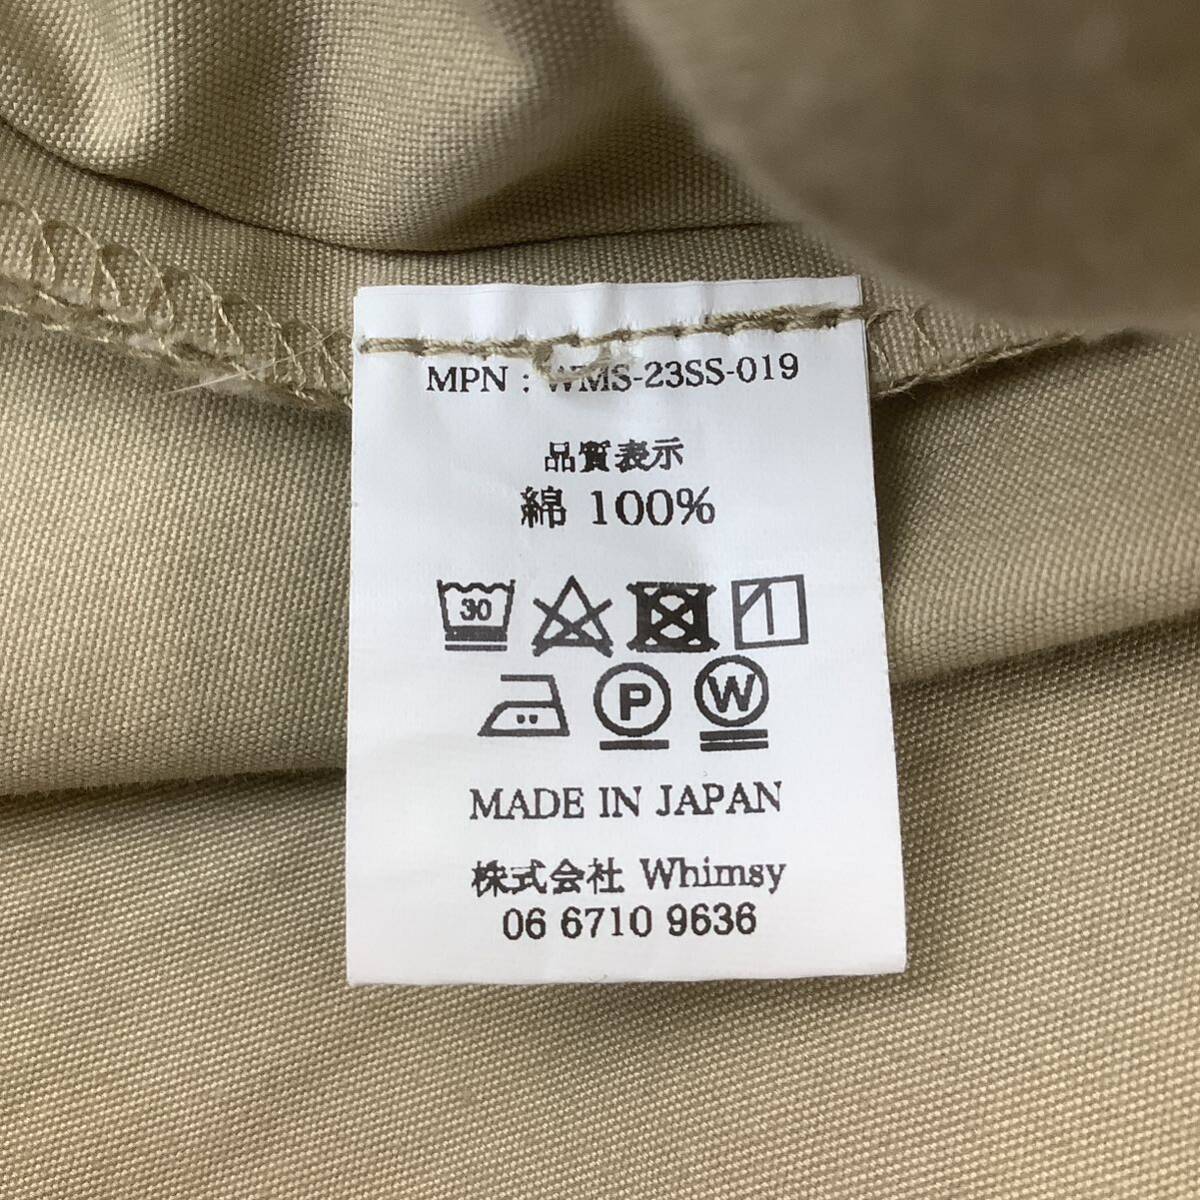 MPN : WMS-23SS-019
品質表示
綿 100%
30
P W
MADE IN JAPAN
株式会社 Whimsy
06 6710 9636